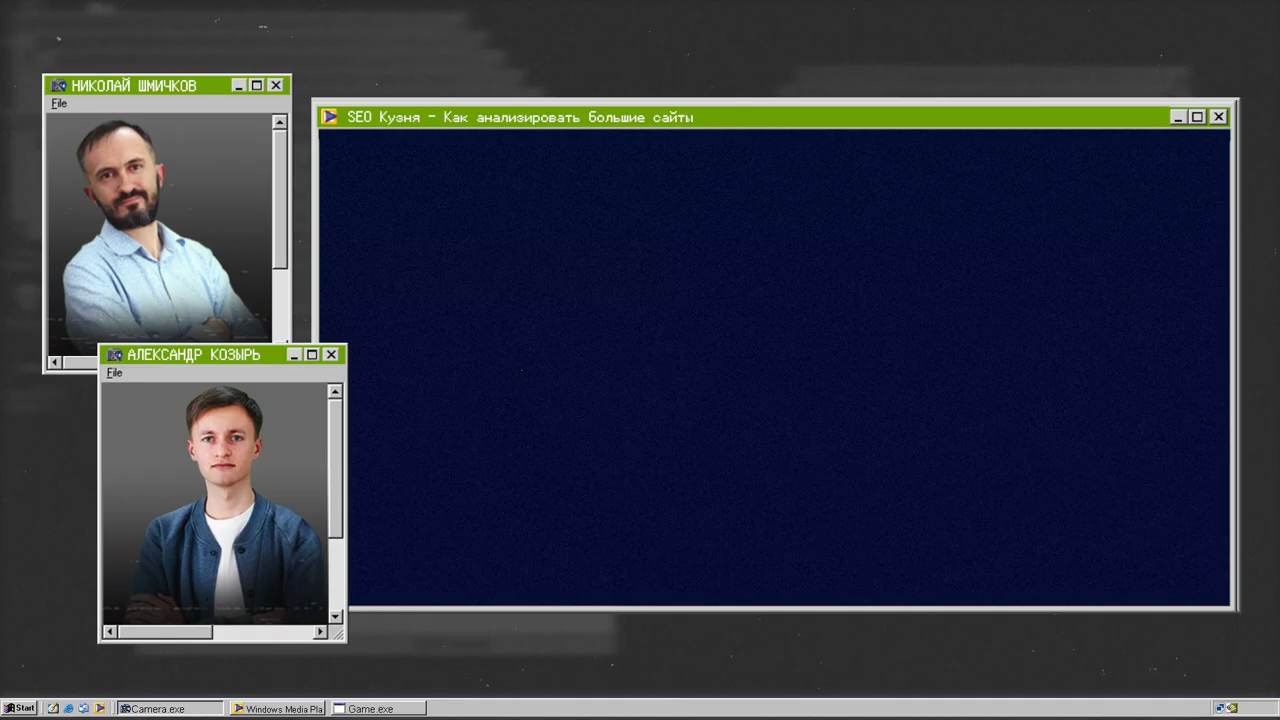 НИКОЛАЙ ШМИЧКОВ
File
SEO Кузня - Как анализировать большие сайты
АЛЕКСАНДР КОЗЫРЬ
File
Start
Camera.exe
Windows Media Pla
Game.exe